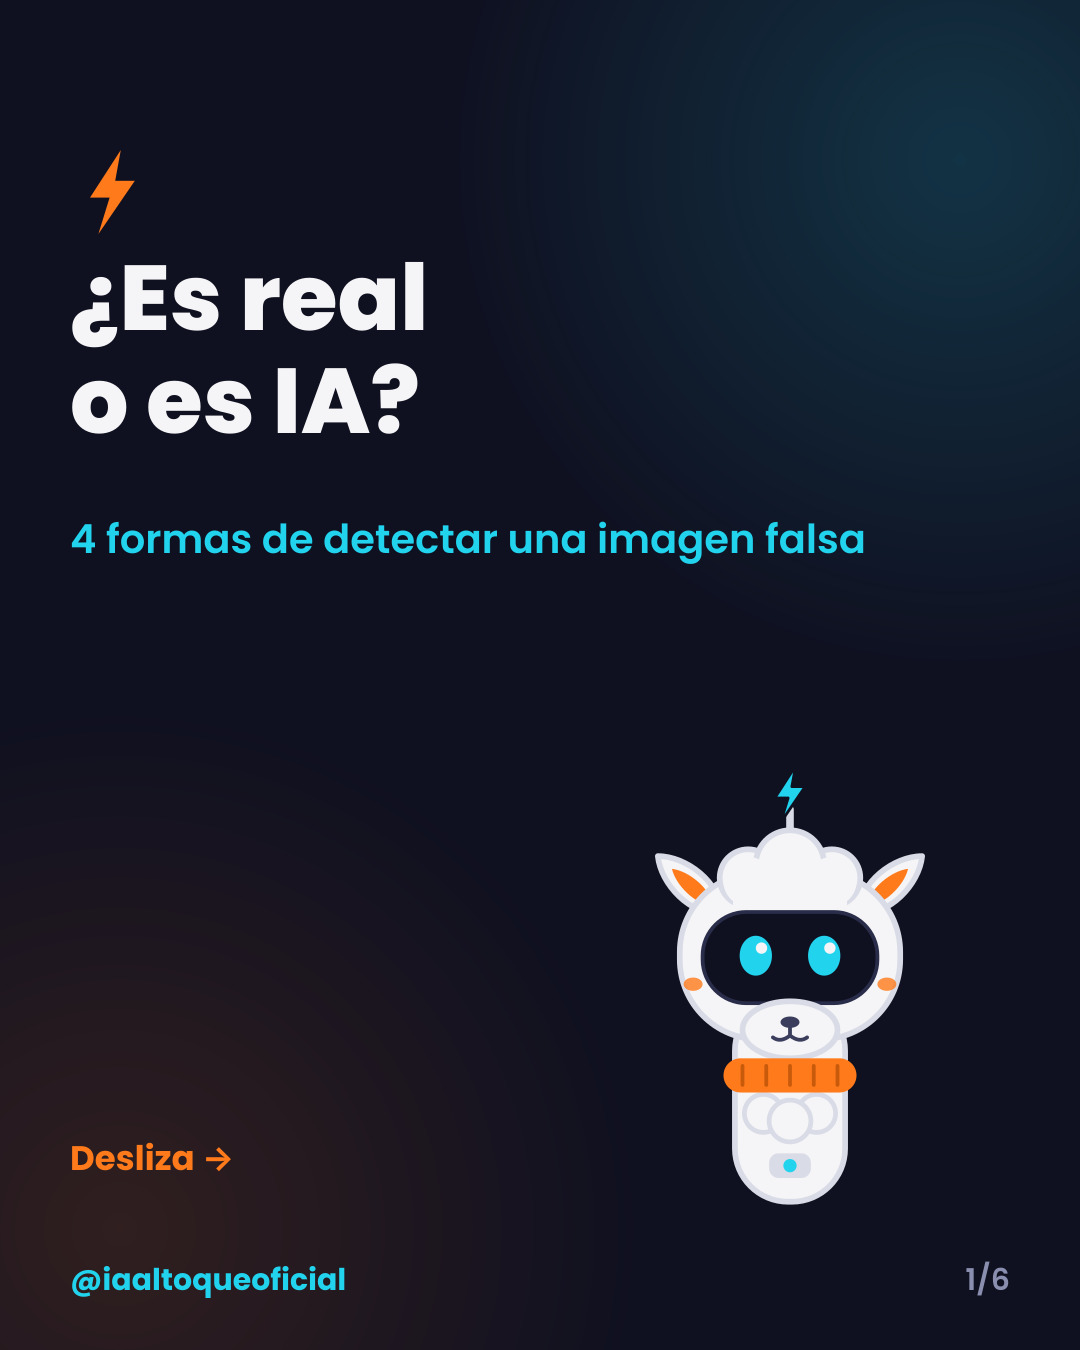 ¿Es real
o es IA?
4 formas de detectar una imagen falsa
Desliza →
@iaaltoqueoficial
1/6